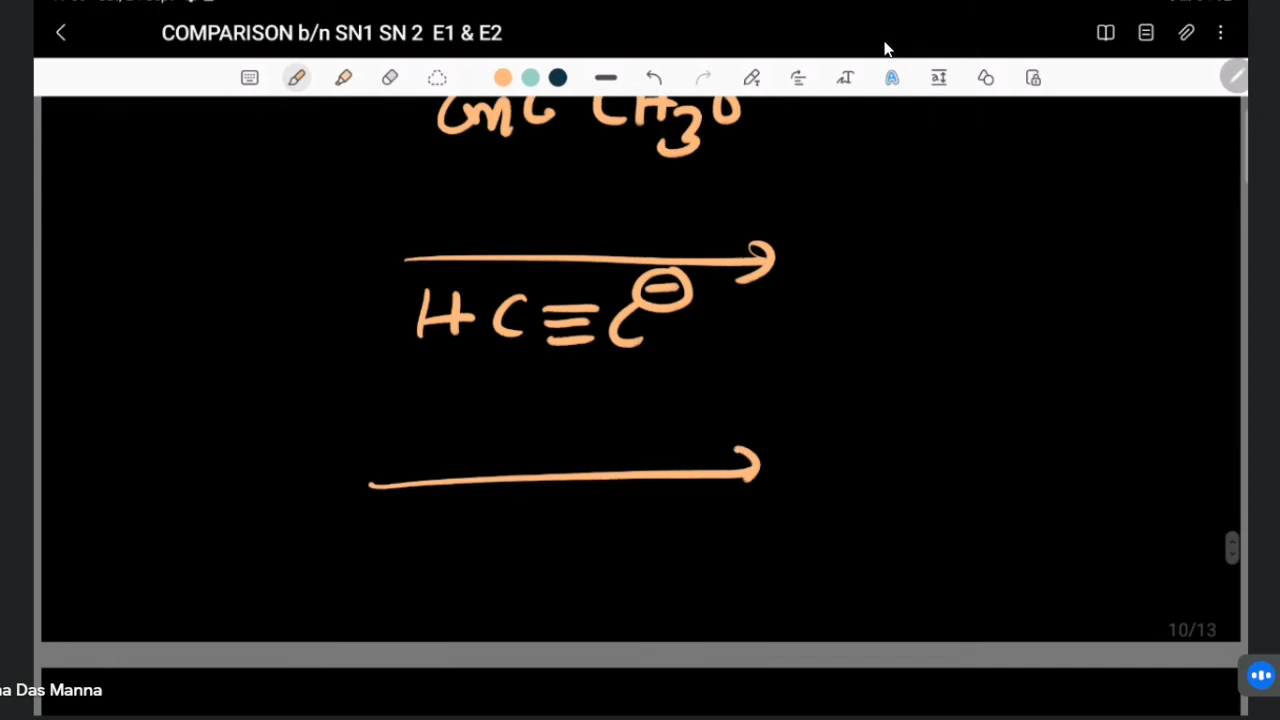 COMPARISON b/n SN1 SN 2 E1 & E2
CH3O
HC≡C⊖
10/13
Das Manna